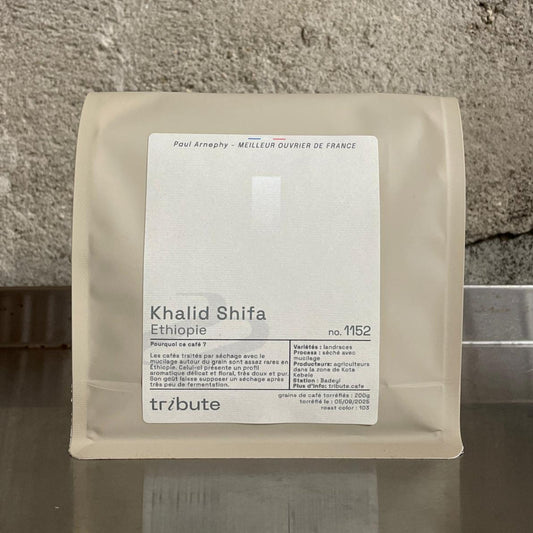 Paul Arnephy - MEILLEUR OUVRIER DE FRANCE
Khalid Shifa
Ethiopie
no. 1152
Pourquoi ce café ?
Les cafés traités par séchage avec le
mucilage autour du grain sont assez rares en
Ethiopie. Celui-ci présente un profil
aromatique délicat et floral, très doux et pur.
Son goût laisse supposer un séchage après
très peu de fermentation.
Variétés : landraces
Process : séché avec
mucilage
Producteurs: agriculteurs
dans la zone de Kota
Kebele
Station : Badeyi
Plus d'info: tribute.cafe
tribute
grains de café torréfiés : 200g
torréfié le : 05/09/2025
roast color : 103